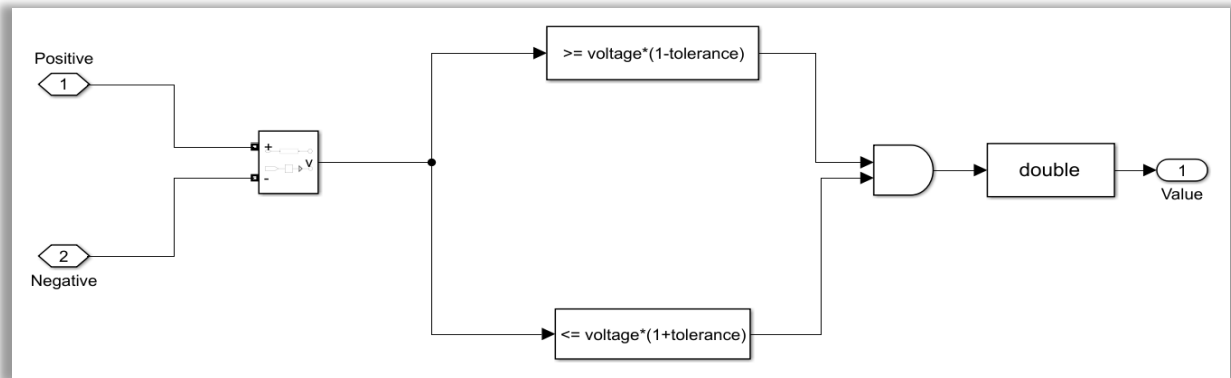 Positive
1
>= voltage*(1-tolerance)
+
v
-
double
1
Value
2
Negative
<= voltage*(1+tolerance)